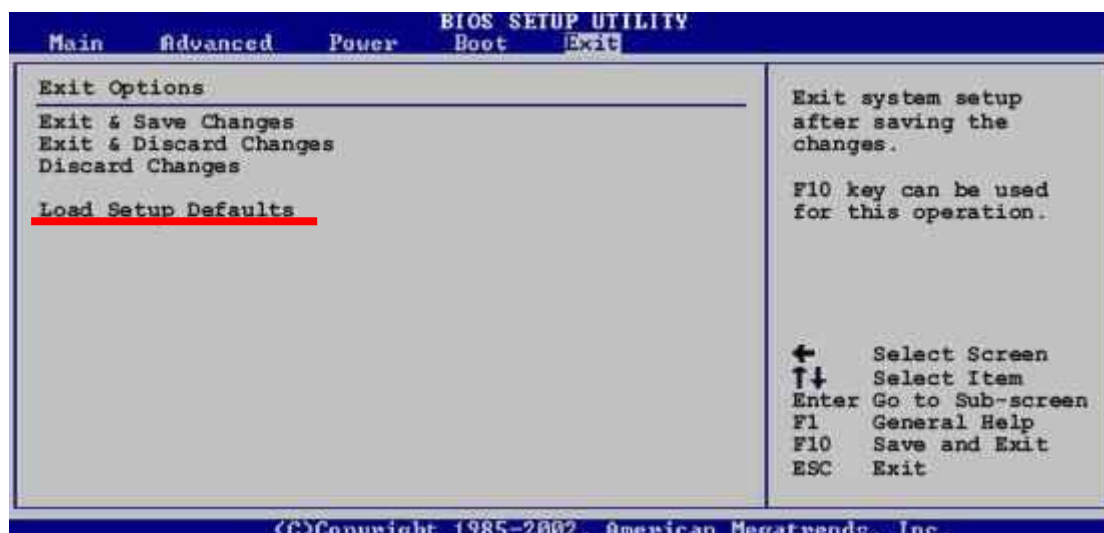 BIOS SETUP UTILITY
Main Advanced Power Boot Exit
Exit Options
Exit & Save Changes
Exit & Discard Changes
Discard Changes
Load Setup Defaults
Exit system setup
after saving the
changes.
F10 key can be used
for this operation.
← Select Screen
↑↓ Select Item
Enter Go to Sub-screen
F1 General Help
F10 Save and Exit
ESC Exit
(C)Copyright 1985-2002, American Megatrends, Inc.